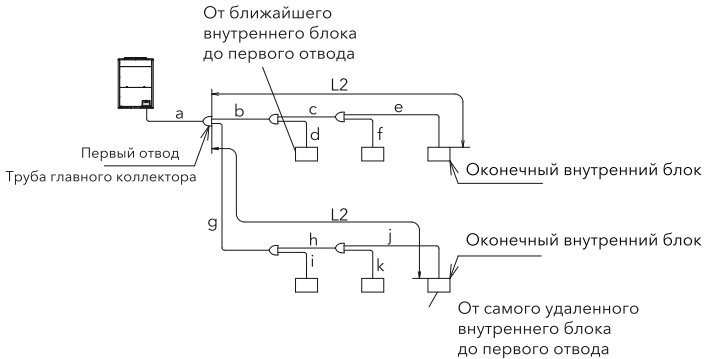 От ближайшего
внутреннего блока
до первого отвода
L2
a
b
c
e
d
f
Первый отвод
Труба главного коллектора
Оконечный внутренний блок
L2
g
h
j
i
k
Оконечный внутренний блок
От самого удаленного
внутреннего блока
до первого отвода